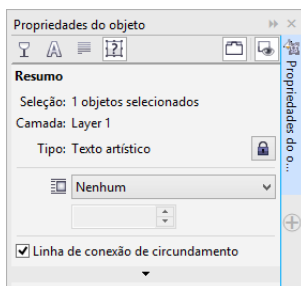 Propriedades do objeto
Resumo
Seleção: 1 objetos selecionados
Camada: Layer 1
Tipo: Texto artístico
Nenhum
Linha de conexão de circundamento
Propriedades do o...